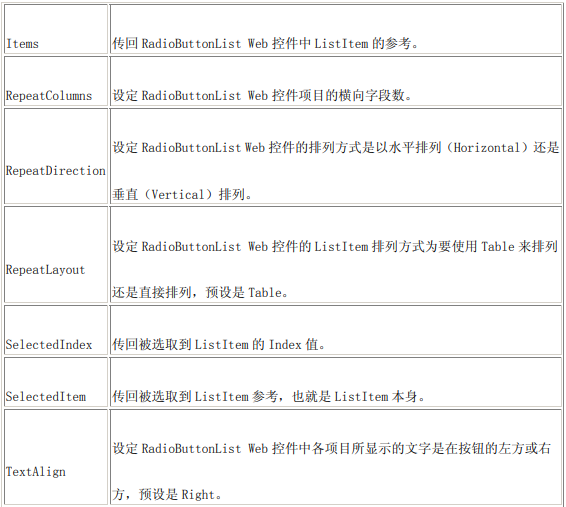 Items
传回 RadioButtonList Web 控件中 ListItem 的参考。
RepeatColumns
设定 RadioButtonList Web 控件项目的横向字段数。
RepeatDirection
设定 RadioButtonList Web 控件的排列方式是以水平排列（Horizontal）还是
垂直（Vertical）排列。
RepeatLayout
设定 RadioButtonList Web 控件的 ListItem 排列方式为要使用 Table 来排列
还是直接排列，预设是 Table。
SelectedIndex
传回被选取到 ListItem 的 Index 值。
SelectedItem
传回被选取到 ListItem 参考，也就是 ListItem 本身。
TextAlign
设定 RadioButtonList Web 控件中各项目所显示的文字是在按钮的左方或右
方，预设是 Right。